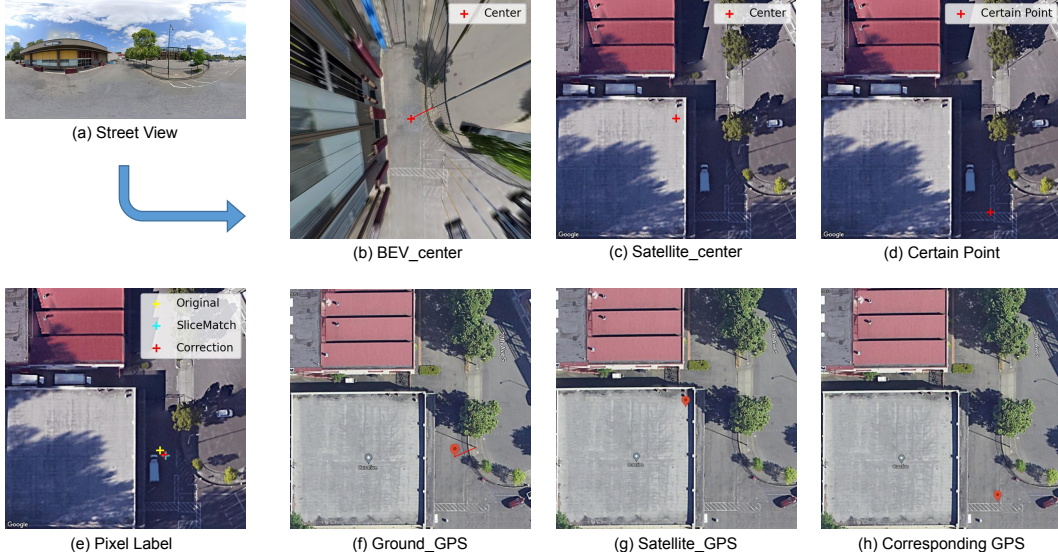 Center
Center
Certain Point
Google
Google
(a) Street View
(b) BEV_center
(c) Satellite_center
(d) Certain Point
Original
SliceMatch
Correction
Google
(e) Pixel Label
(f) Ground_GPS
(g) Satellite_GPS
(h) Corresponding GPS